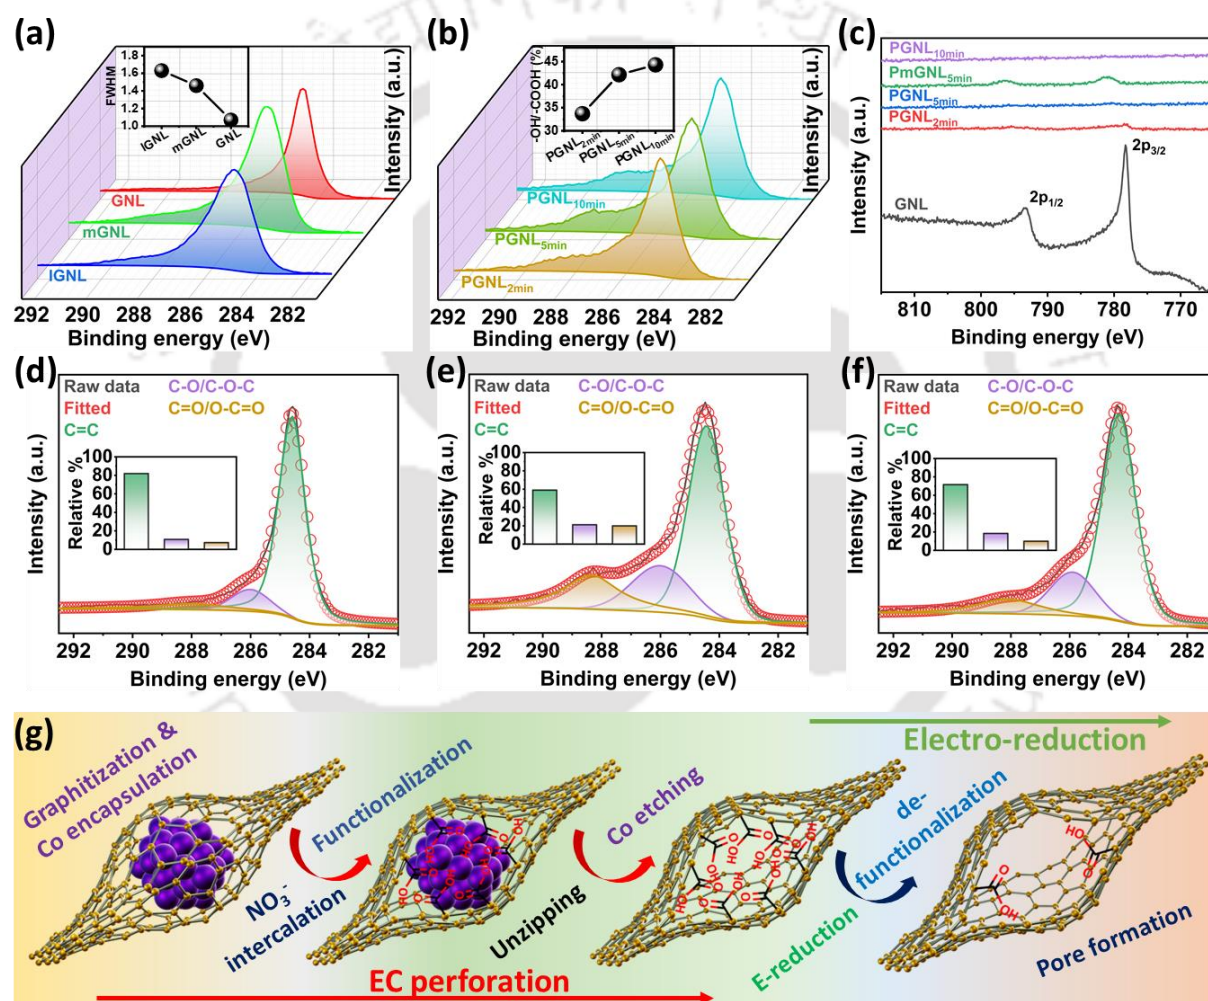 (a)
FWHM
1.8
1.6
1.4
1.2
1.0
lGNL
mGNL
GNL
GNL
mGNL
lGNL
Intensity (a.u.)
292 290 288 286 284 282
Binding energy (eV)
(b)
-OH/-COOH (%)
45
40
35
30
PGNL2min
PGNL5min
PGNL10min
PGNL10min
PGNL5min
PGNL2min
Intensity (a.u.)
292 290 288 286 284 282
Binding energy (eV)
(c)
PGNL10min
PmGNL5min
PGNL5min
PGNL2min
2p3/2
2p1/2
GNL
Intensity (a.u.)
810 800 790 780 770
Binding energy (eV)
(d)
Raw data C-O/C-O-C
Fitted C=O/O-C=O
C=C
Relative %
100
80
60
40
20
0
Intensity (a.u.)
292 290 288 286 284 282
Binding energy (eV)
(e)
Raw data C-O/C-O-C
Fitted C=O/O-C=O
C=C
Relative %
100
80
60
40
20
0
Intensity (a.u.)
292 290 288 286 284 282
Binding energy (eV)
(f)
Raw data C-O/C-O-C
Fitted C=O/O-C=O
C=C
Relative %
100
80
60
40
20
0
Intensity (a.u.)
292 290 288 286 284 282
Binding energy (eV)
(g)
Graphitization &
Co encapsulation
NO3-
intercalation
Functionalization
Unzipping
Co etching
Electro-reduction
de-
functionalization
E-reduction
Pore formation
EC perforation
HO
O
O
OH